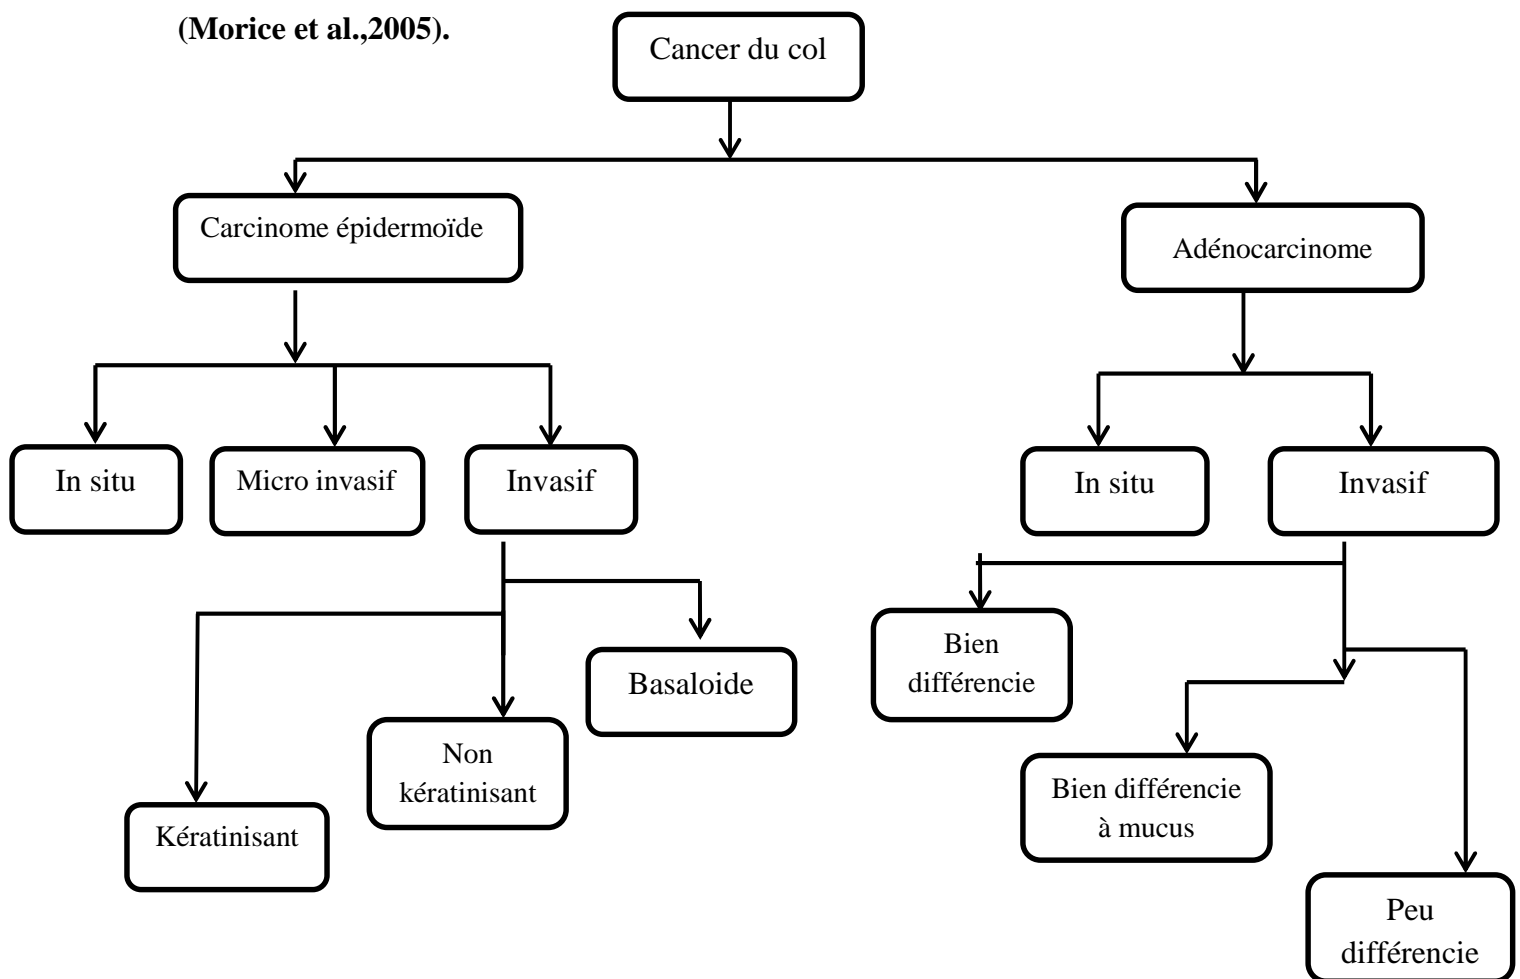 (Morice et al.,2005).
Cancer du col
Carcinome épidermoïde
Adénocarcinome
In situ
Micro invasif
Invasif
In situ
Invasif
Bien
différencie
Basaloide
Non
kératinisant
Bien différencie
à mucus
Kératinisant
Peu
différencie